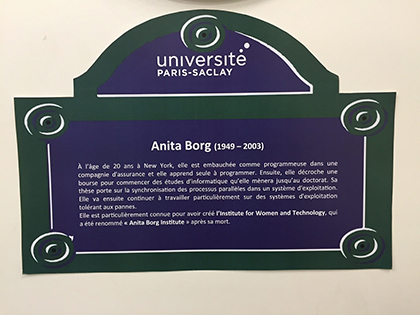 université
PARIS-SACLAY
Anita Borg (1949 – 2003)
À l'âge de 20 ans à New York, elle est embauchée comme programmeuse dans une
compagnie d'assurance et elle apprend seule à programmer. Ensuite, elle décroche une
bourse pour commencer des études d'informatique qu'elle mènera jusqu'au doctorat. Sa
thèse porte sur la synchronisation des processus parallèles dans un système d'exploitation.
Elle va ensuite continuer à travailler particulièrement sur des systèmes d'exploitation
tolérant aux pannes.
Elle est particulièrement connue pour avoir créé l'Institute for Women and Technology, qui
a été renommé « Anita Borg Institute » après sa mort.